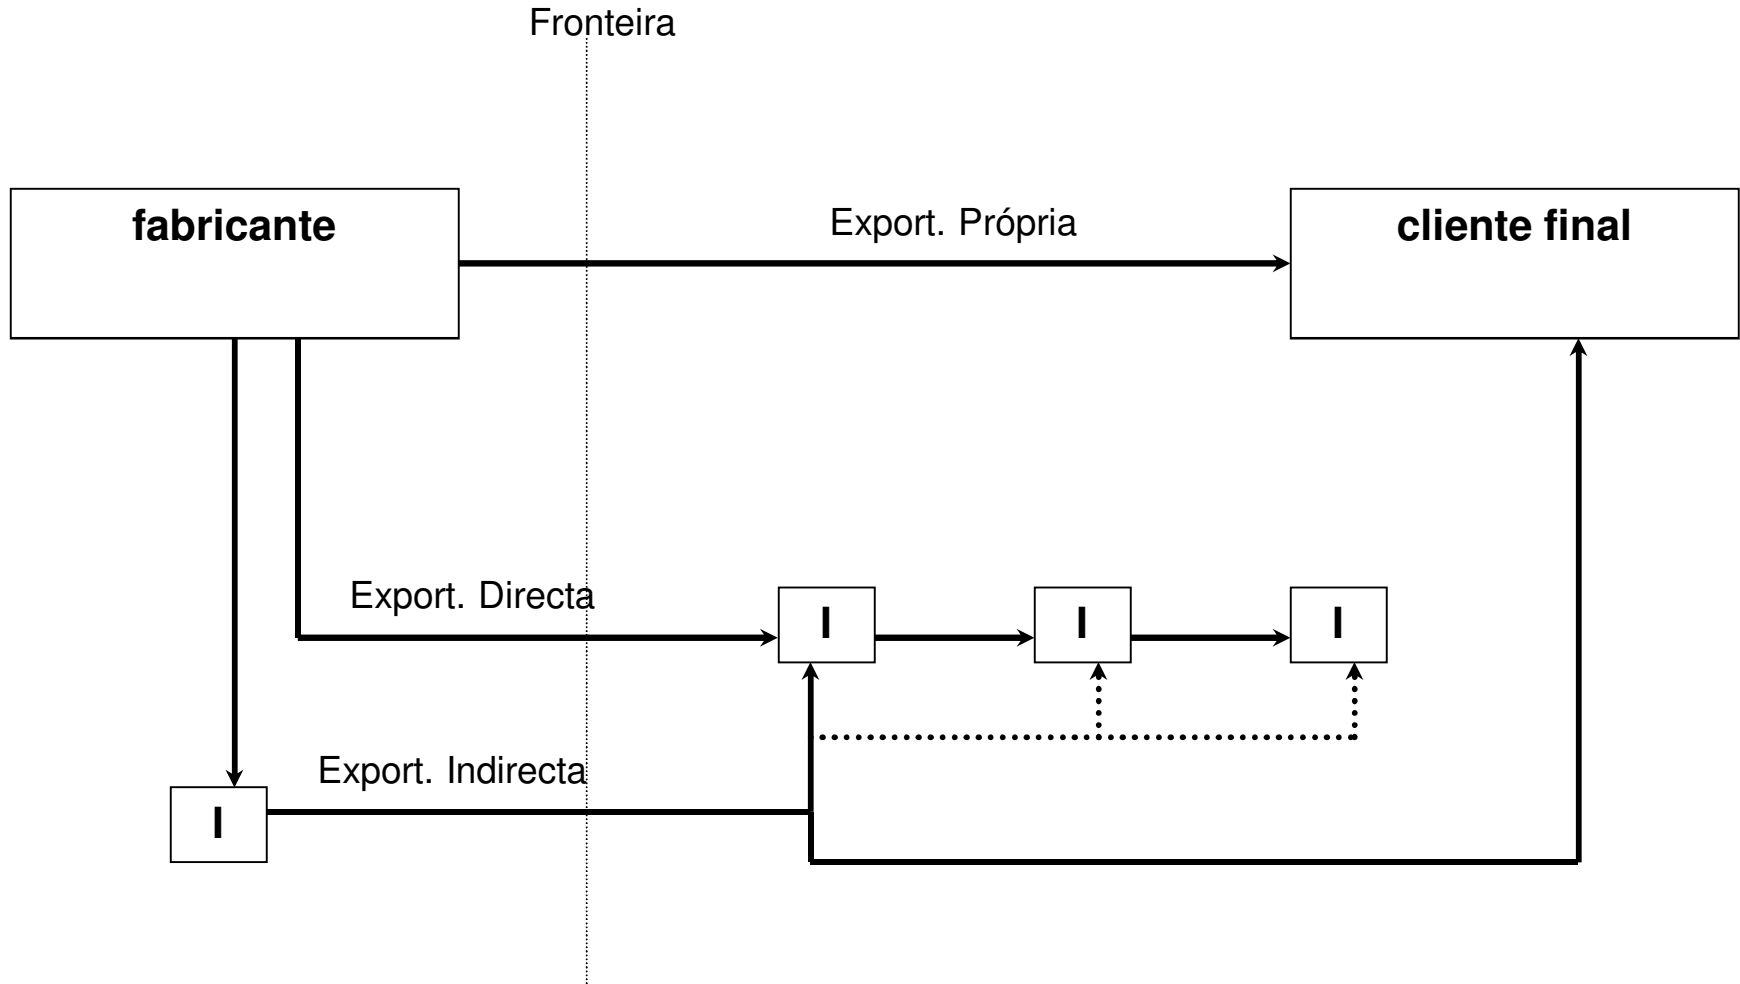 Fronteira
fabricante
Export. Própria
cliente final
Export. Directa
I
I
I
Export. Indirecta
I